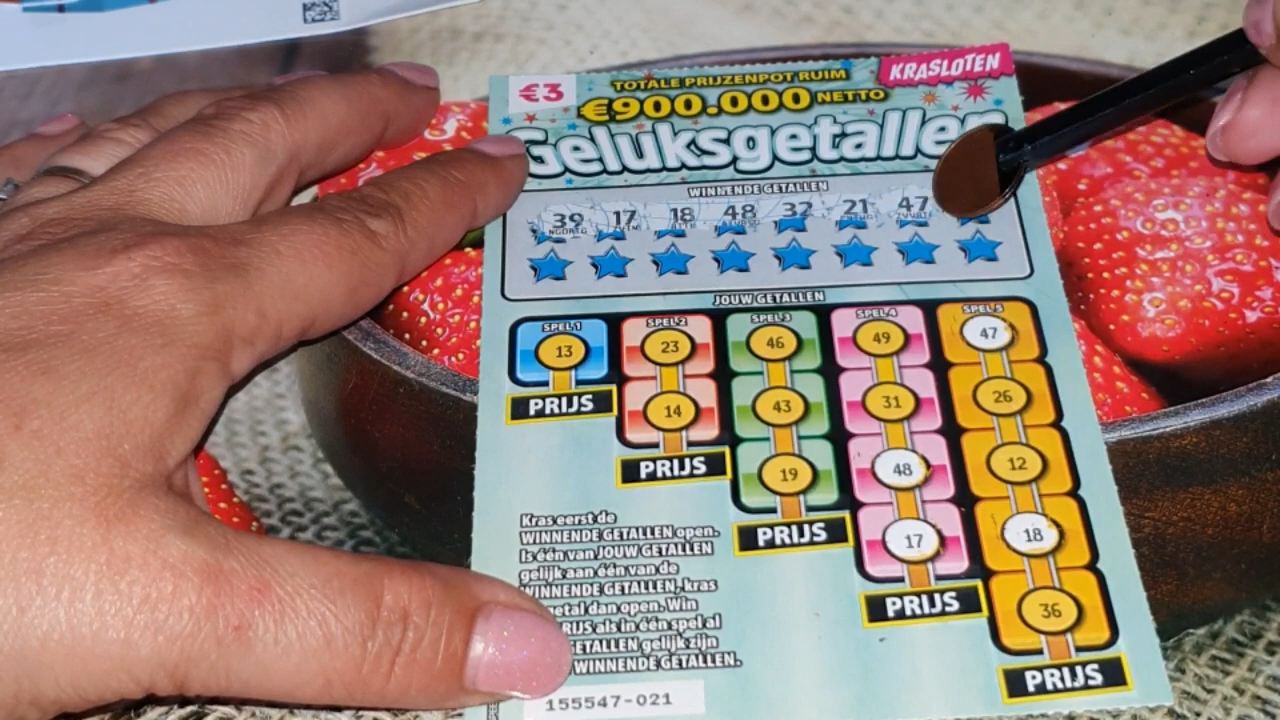 €3
TOTALE PRIJZENPOT RUIM
€900.000 NETTO
KRASLOTEN
Geluksgetallen
WINNENDE GETALLEN
39 17 18 48 32 21 47
JOUW GETALLEN
SPEL 1 SPEL 2 SPEL 3 SPEL 4 SPEL 5
13 23 46 49 47
PRIJS 14 43 31 26
PRIJS 19 48 12
PRIJS 17 18
PRIJS 36
PRIJS
Kras eerst de
WINNENDE GETALLEN open.
Is één van JOUW GETALLEN
gelijk aan één van de
WINNENDE GETALLEN, kras
dan open. Win
als in één spel al
gelijk zijn
WINNENDE GETALLEN.
155547-021